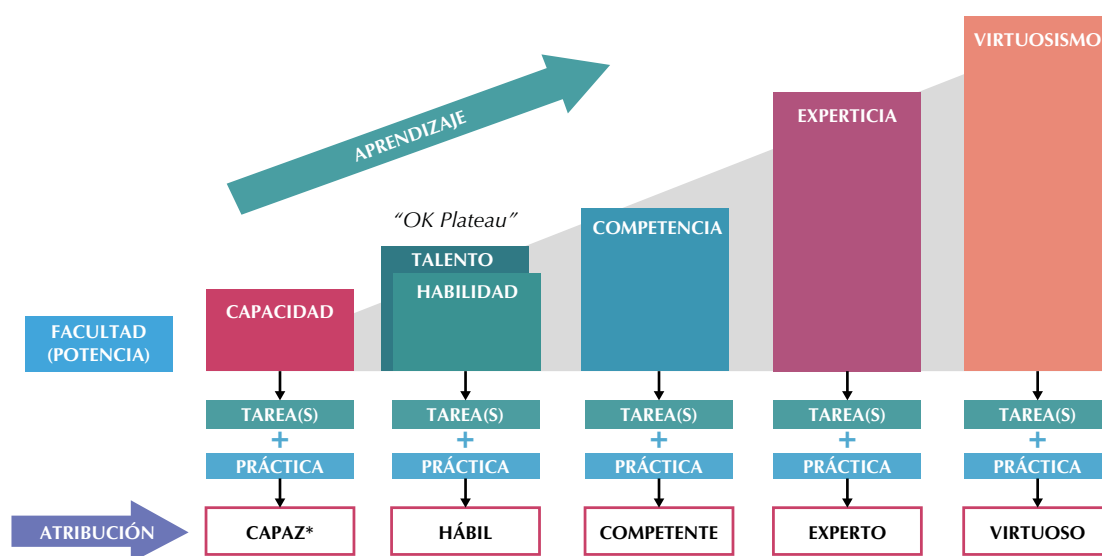 VIRTUOSISMO
EXPERTICIA
APRENDIZAJE
“OK Plateau”
COMPETENCIA
TALENTO
HABILIDAD
CAPACIDAD
FACULTAD
(POTENCIA)
TAREA(S) TAREA(S) TAREA(S) TAREA(S) TAREA(S)
+ + + + +
PRÁCTICA PRÁCTICA PRÁCTICA PRÁCTICA PRÁCTICA
ATRIBUCIÓN CAPAZ* HÁBIL COMPETENTE EXPERTO VIRTUOSO